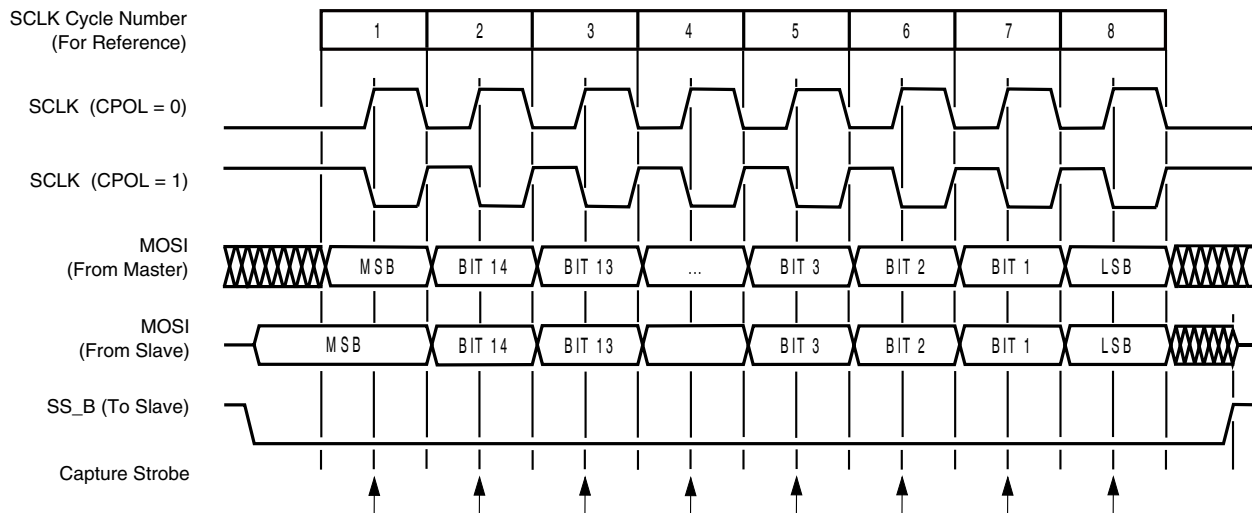 SCLK Cycle Number
(For Reference)
1 2 3 4 5 6 7 8
SCLK (CPOL = 0)
SCLK (CPOL = 1)
MOSI
(From Master)
MSB BIT 14 BIT 13 ... BIT 3 BIT 2 BIT 1 LSB
MOSI
(From Slave)
MSB BIT 14 BIT 13 BIT 3 BIT 2 BIT 1 LSB
SS_B (To Slave)
Capture Strobe